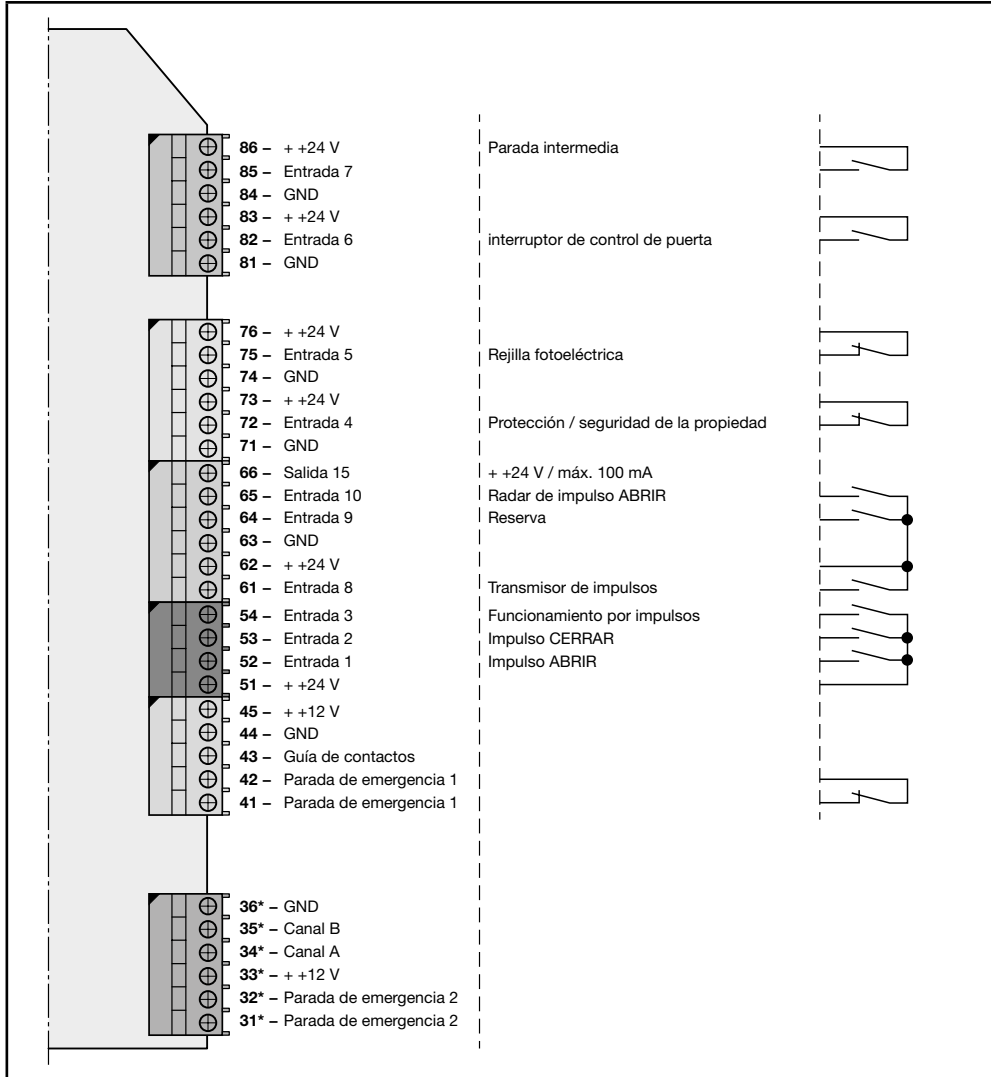 86 – + +24 V Parada intermedia
85 – Entrada 7
84 – GND
83 – + +24 V
82 – Entrada 6 interruptor de control de puerta
81 – GND
76 – + +24 V
75 – Entrada 5 Rejilla fotoeléctrica
74 – GND
73 – + +24 V
72 – Entrada 4 Protección / seguridad de la propiedad
71 – GND
66 – Salida 15 + +24 V / máx. 100 mA
65 – Entrada 10 Radar de impulso ABRIR
64 – Entrada 9 Reserva
63 – GND
62 – + +24 V
61 – Entrada 8 Transmisor de impulsos
54 – Entrada 3 Funcionamiento por impulsos
53 – Entrada 2 Impulso CERRAR
52 – Entrada 1 Impulso ABRIR
51 – + +24 V
45 – + +12 V
44 – GND
43 – Guía de contactos
42 – Parada de emergencia 1
41 – Parada de emergencia 1
36* – GND
35* – Canal B
34* – Canal A
33* – + +12 V
32* – Parada de emergencia 2
31* – Parada de emergencia 2